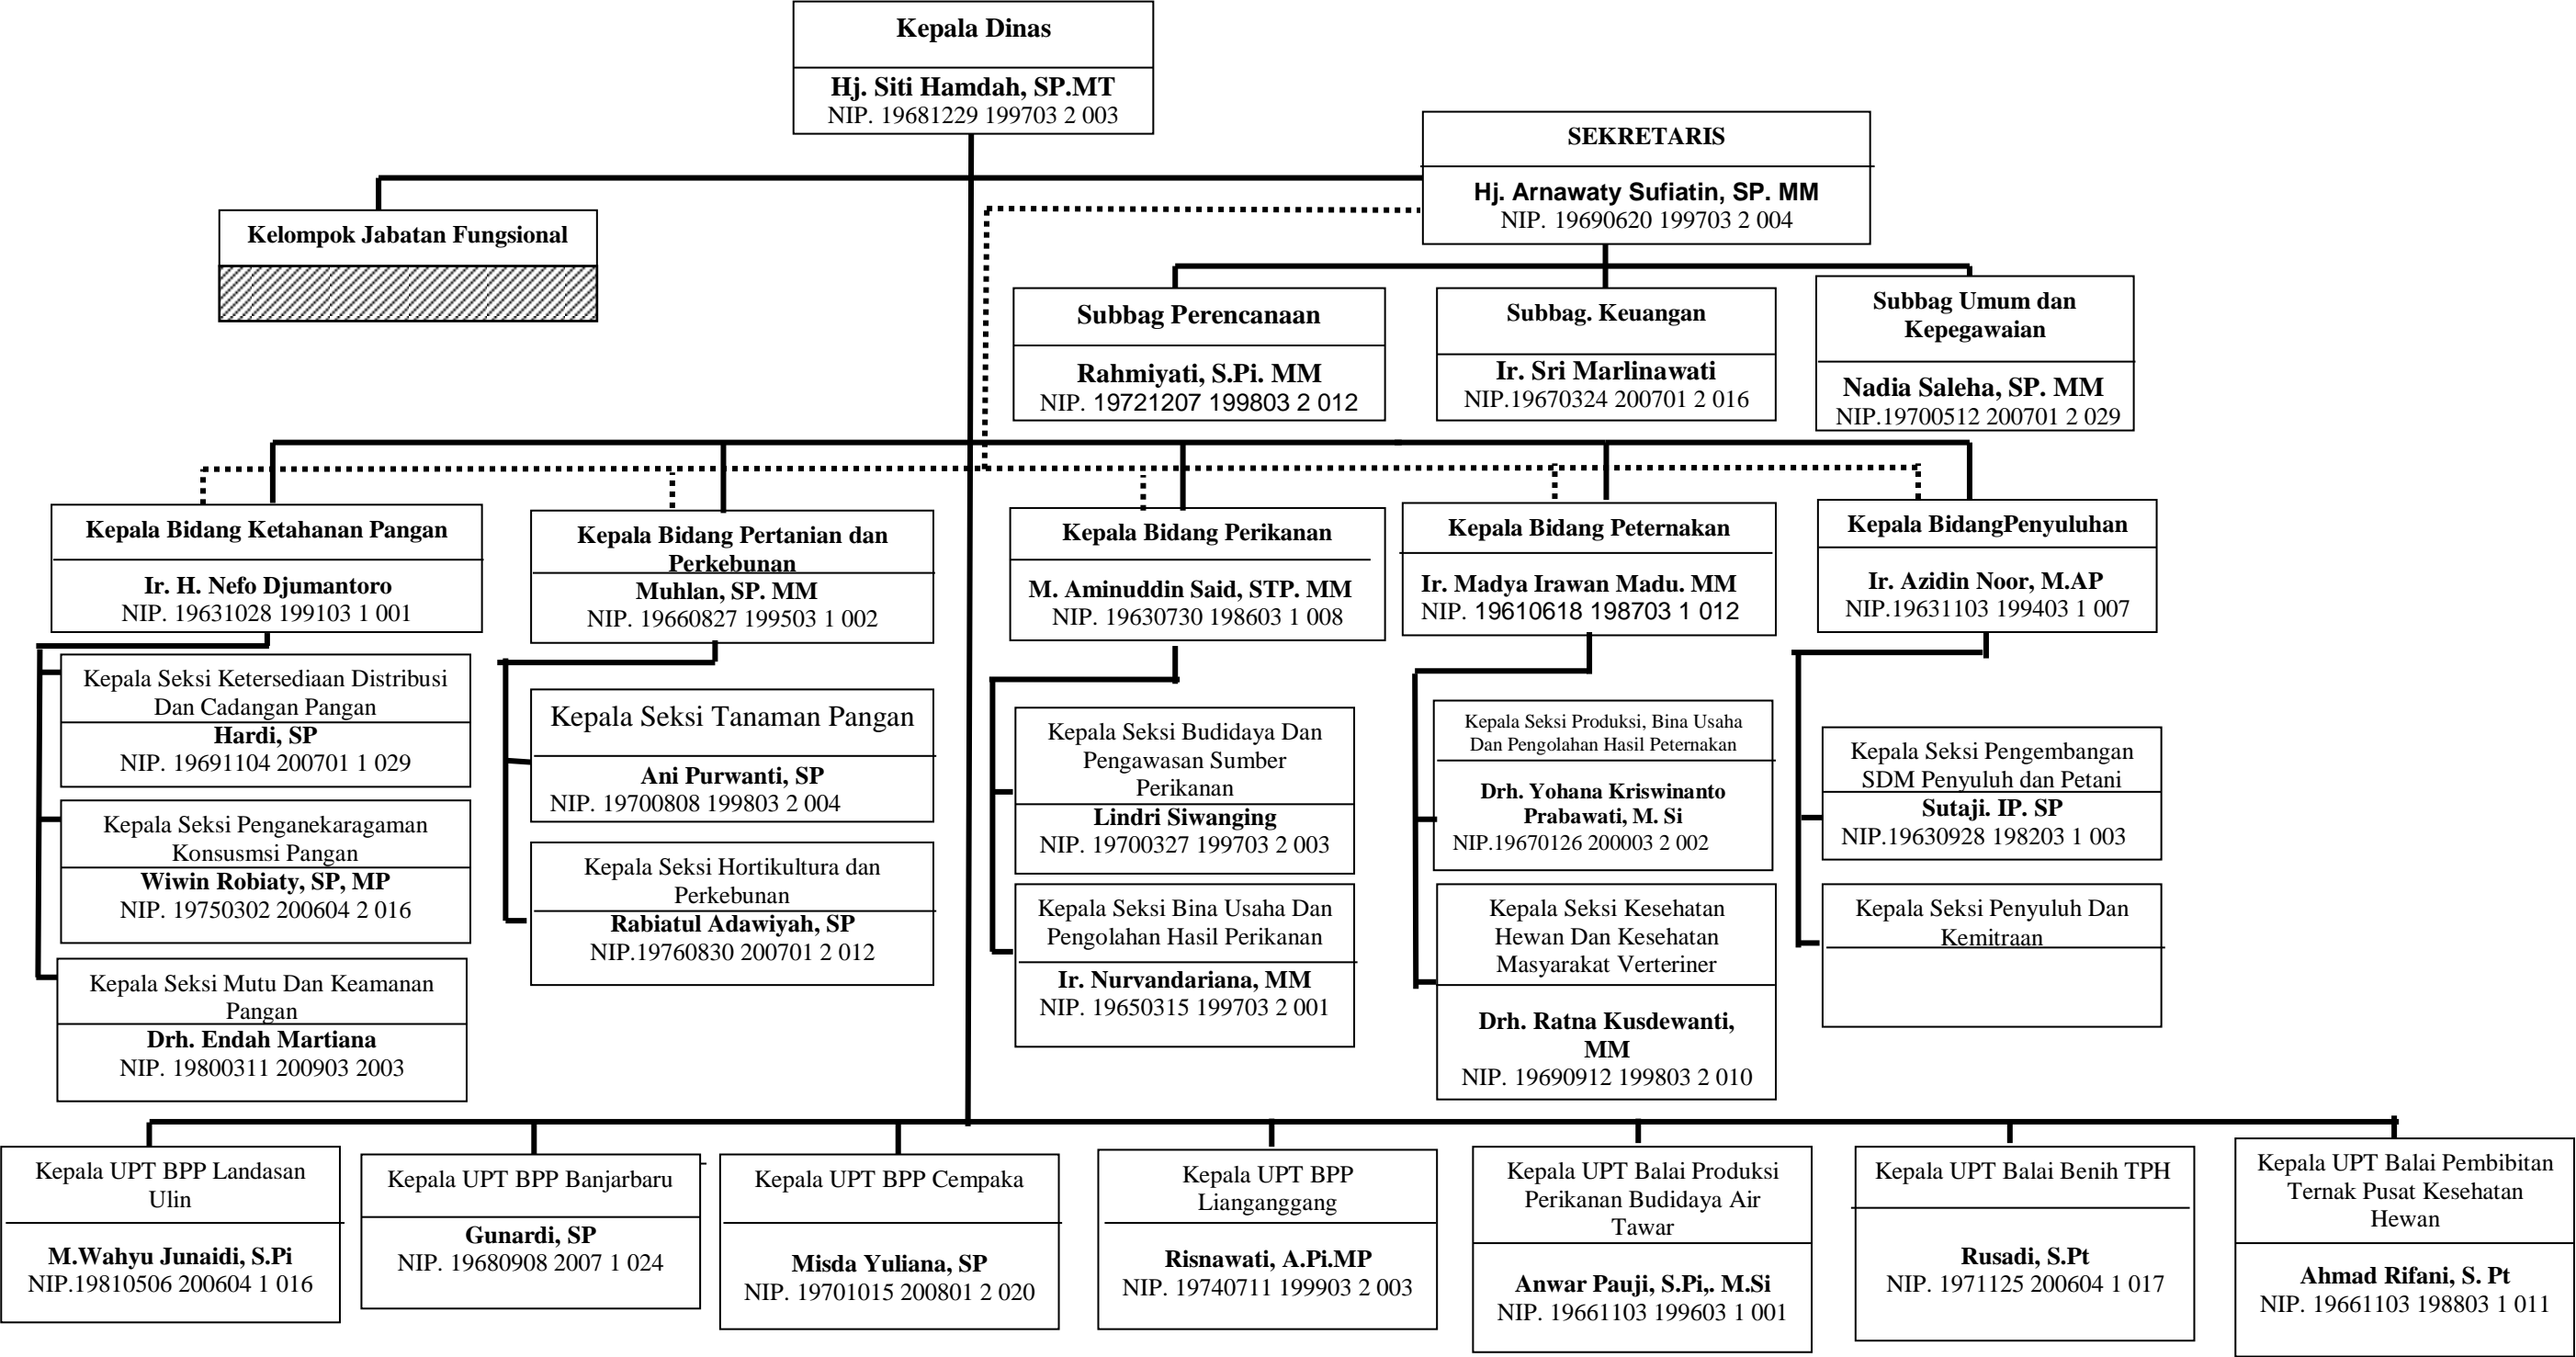 Kepala Dinas
Hj. Siti Hamdah, SP.MT
NIP. 19681229 199703 2 003
SEKRETARIS
Hj. Arnawaty Sufiatin, SP. MM
NIP. 19690620 199703 2 004
Kelompok Jabatan Fungsional
Subbag Perencanaan
Rahmiyati, S.Pi. MM
NIP. 19721207 199803 2 012
Subbag. Keuangan
Ir. Sri Marlinawati
NIP.19670324 200701 2 016
Subbag Umum dan
Kepegawaian
Nadia Saleha, SP. MM
NIP.19700512 200701 2 029
Kepala Bidang Ketahanan Pangan
Ir. H. Nefo Djumantoro
NIP. 19631028 199103 1 001
Kepala Bidang Pertanian dan
Perkebunan
Muhlan, SP. MM
NIP. 19660827 199503 1 002
Kepala Bidang Perikanan
M. Aminuddin Said, STP. MM
NIP. 19630730 198603 1 008
Kepala Bidang Peternakan
Ir. Madya Irawan Madu. MM
NIP. 19610618 198703 1 012
Kepala BidangPenyuluhan
Ir. Azidin Noor, M.AP
NIP.19631103 199403 1 007
Kepala Seksi Ketersediaan Distribusi
Dan Cadangan Pangan
Hardi, SP
NIP. 19691104 200701 1 029
Kepala Seksi Penganekaragaman
Konsusmsi Pangan
Wiwin Robiaty, SP, MP
NIP. 19750302 200604 2 016
Kepala Seksi Mutu Dan Keamanan
Pangan
Drh. Endah Martiana
NIP. 19800311 200903 2003
Kepala Seksi Tanaman Pangan
Ani Purwanti, SP
NIP. 19700808 199803 2 004
Kepala Seksi Hortikultura dan
Perkebunan
Rabiatul Adawiyah, SP
NIP.19760830 200701 2 012
Kepala Seksi Budidaya Dan
Pengawasan Sumber
Perikanan
Lindri Siwanging
NIP. 19700327 199703 2 003
Kepala Seksi Bina Usaha Dan
Pengolahan Hasil Perikanan
Ir. Nurvandariana, MM
NIP. 19650315 199703 2 001
Kepala Seksi Produksi, Bina Usaha
Dan Pengolahan Hasil Peternakan
Drh. Yohana Kriswinanto
Prabawati, M. Si
NIP.19670126 200003 2 002
Kepala Seksi Kesehatan
Hewan Dan Kesehatan
Masyarakat Verteriner
Drh. Ratna Kusdewanti,
MM
NIP. 19690912 199803 2 010
Kepala Seksi Pengembangan
SDM Penyuluh dan Petani
Sutaji. IP. SP
NIP.19630928 198203 1 003
Kepala Seksi Penyuluh Dan
Kemitraan
Kepala UPT BPP Landasan
Ulin
M.Wahyu Junaidi, S.Pi
NIP.19810506 200604 1 016
Kepala UPT BPP Banjarbaru
Gunardi, SP
NIP. 19680908 2007 1 024
Kepala UPT BPP Cempaka
Misda Yuliana, SP
NIP. 19701015 200801 2 020
Kepala UPT BPP
Lianganggang
Risnawati, A.Pi.MP
NIP. 19740711 199903 2 003
Kepala UPT Balai Produksi
Perikanan Budidaya Air
Tawar
Anwar Pauji, S.Pi,. M.Si
NIP. 19661103 199603 1 001
Kepala UPT Balai Benih TPH
Rusadi, S.Pt
NIP. 1971125 200604 1 017
Kepala UPT Balai Pembibitan
Ternak Pusat Kesehatan
Hewan
Ahmad Rifani, S. Pt
NIP. 19661103 198803 1 011